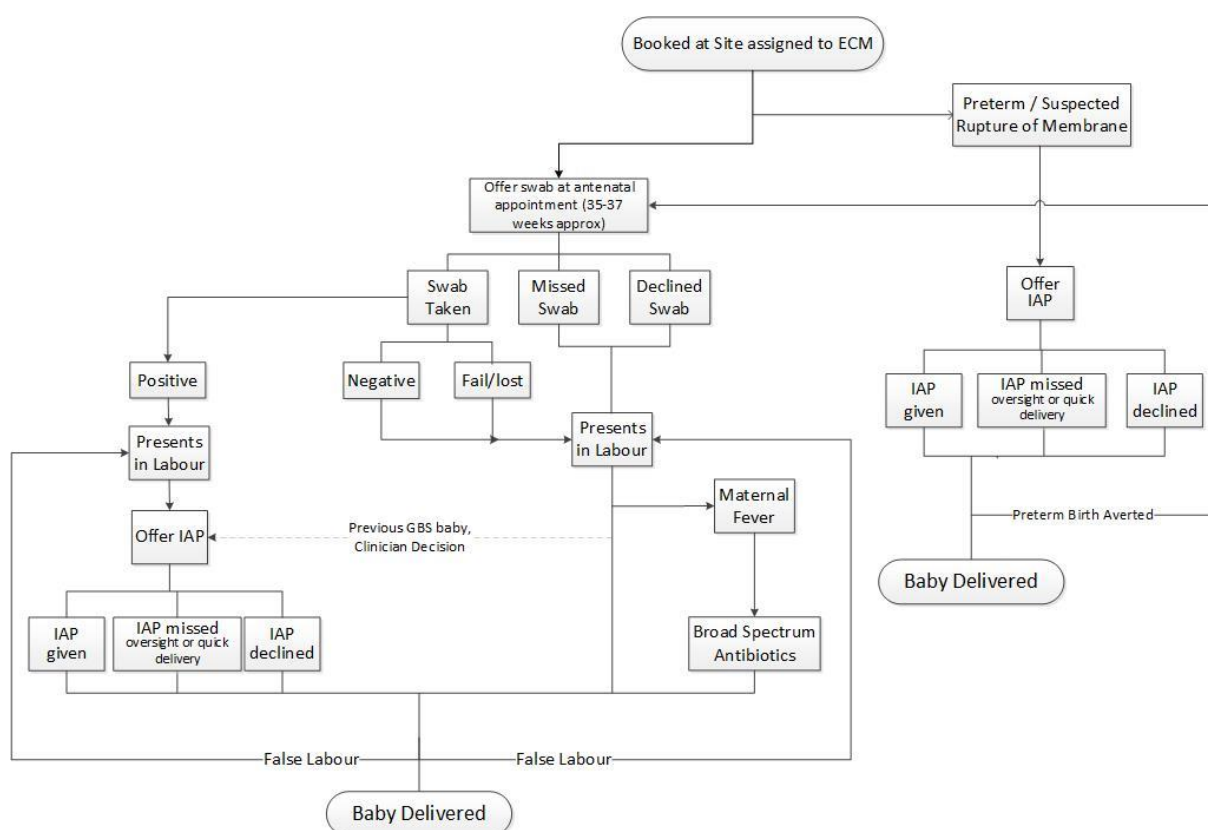 Booked at Site assigned to ECM
Preterm / Suspected
Rupture of Membrane
Offer swab at antenatal
appointment (35-37
weeks approx)
Swab
Taken
Missed
Swab
Declined
Swab
Offer
IAP
Positive
Negative
Fail/lost
IAP
given
IAP missed
oversight or quick
delivery
IAP
declined
Presents
in Labour
Presents
in Labour
Maternal
Fever
Offer IAP
Previous GBS baby,
Clinician Decision
Preterm Birth Averted
Baby Delivered
IAP
given
IAP missed
oversight or quick
delivery
IAP
declined
Broad Spectrum
Antibiotics
False Labour
False Labour
Baby Delivered